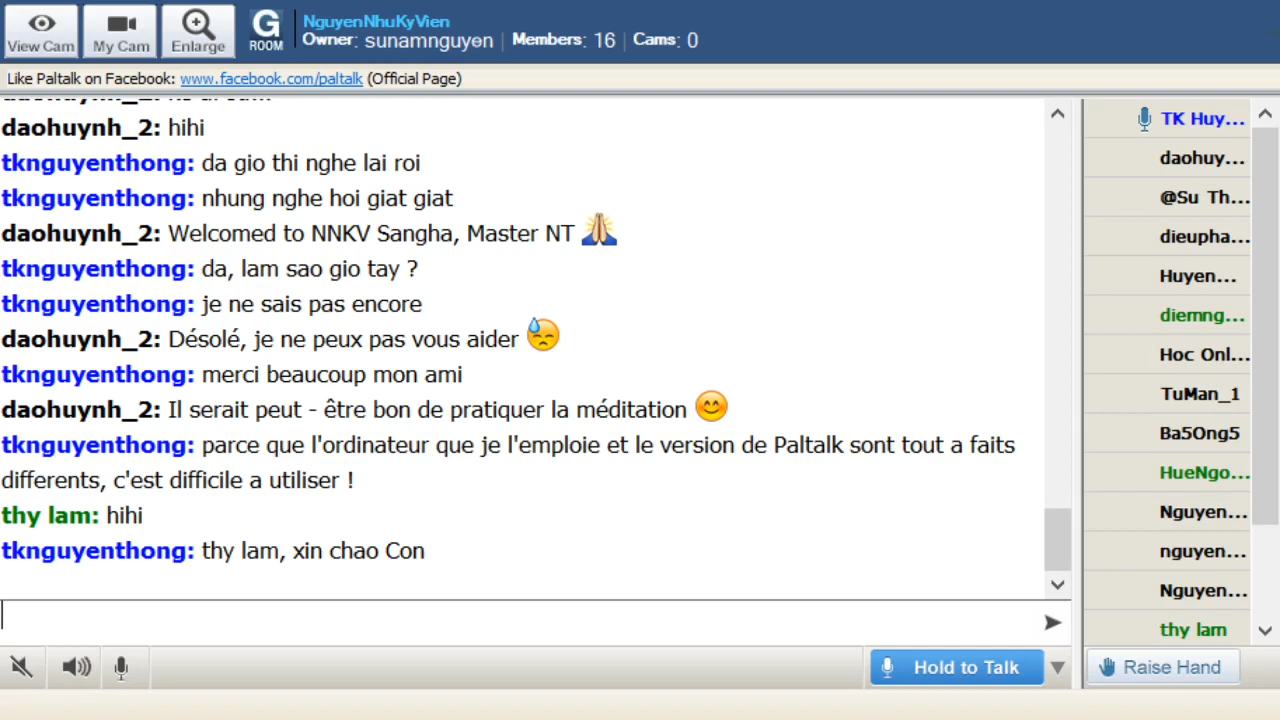 NguyenNhuKyVien
Owner: sunamnguyen | Members: 16 | Cams: 0
View Cam
My Cam
Enlarge
G
ROOM
Like Paltalk on Facebook: www.facebook.com/paltalk (Official Page)
daohuynh_2: hihi
tknguyenthong: da gio thi nghe lai roi
tknguyenthong: nhung nghe hoi giat giat
daohuynh_2: Welcomed to NNKV Sangha, Master NT
tknguyenthong: da, lam sao gio tay ?
tknguyenthong: je ne sais pas encore
daohuynh_2: Désolé, je ne peux pas vous aider
tknguyenthong: merci beaucoup mon ami
daohuynh_2: Il serait peut - être bon de pratiquer la méditation
tknguyenthong: parce que l'ordinateur que je l'emploie et le version de Paltalk sont tout a faits
differents, c'est difficile a utiliser !
thy lam: hihi
tknguyenthong: thy lam, xin chao Con
TK Huy...
daohuy...
@Su Th...
dieupha...
Huyen...
diemng...
Hoc Onl...
TuMan_1
Ba5Ong5
HueNgo...
Nguyen...
nguyen...
Nguyen...
thy lam
Hold to Talk
Raise Hand